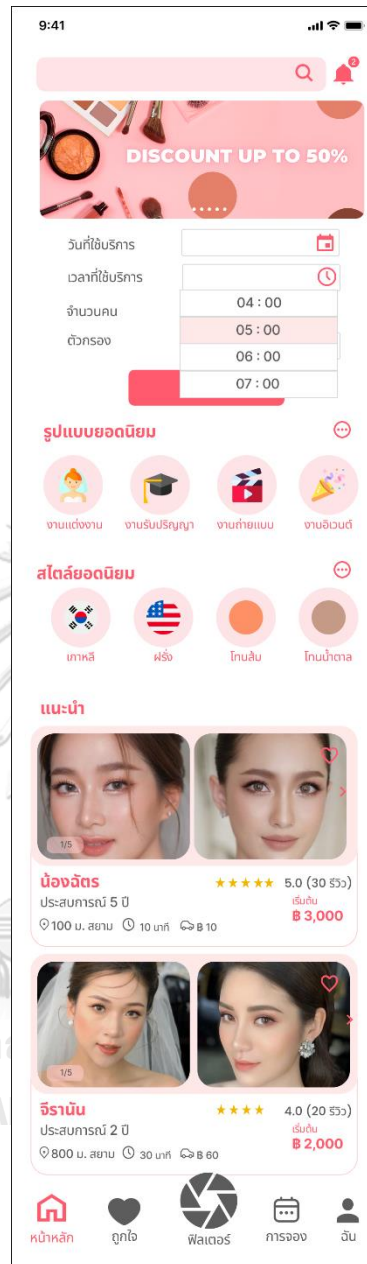 9:41
2
DISCOUNT UP TO 50%
วันที่ใช้บริการ
เวลาที่ใช้บริการ
จำนวนคน
04 : 00
ตัวกรอง
05 : 00
06 : 00
07 : 00
รูปแบบยอดนิยม
งานแต่งงาน งานรับปริญญา งานถ่ายแบบ งานอิเวนต์
สไตล์ยอดนิยม
เกาหลี ฝรั่ง โทนส้ม โทนน้ำตาล
แนะนำ
1/5
น้องฉัตร 5.0 (30 รีวิว)
ประสบการณ์ 5 ปี เริ่มต้น
฿ 3,000
100 ม. สยาม 10 นาที ฿ 10
1/5
จีรานัน 4.0 (20 รีวิว)
ประสบการณ์ 2 ปี เริ่มต้น
฿ 2,000
800 ม. สยาม 30 นาที ฿ 60
หน้าหลัก ถูกใจ ฟิลเตอร์ การจอง ฉัน